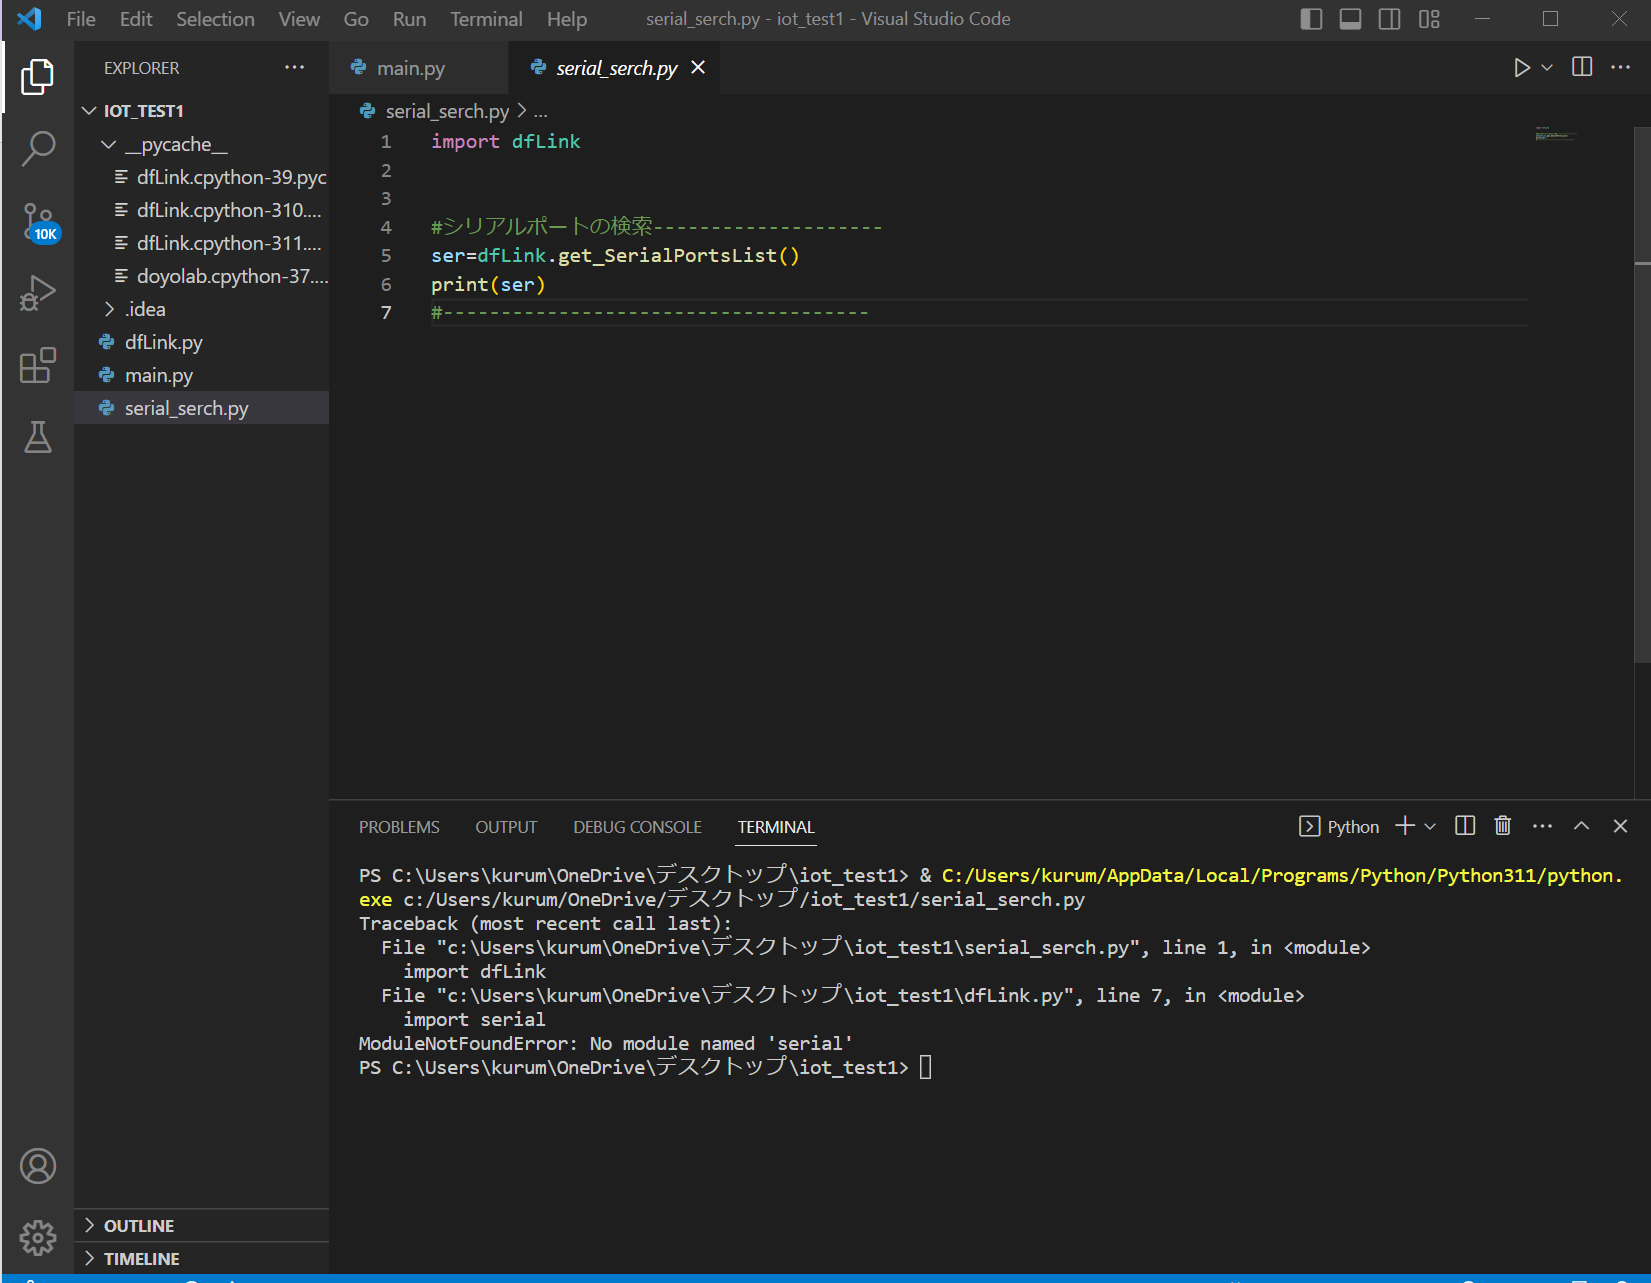 File Edit Selection View Go Run Terminal Help serial_serch.py - iot_test1 - Visual Studio Code
EXPLORER
main.py
serial_serch.py
IOT_TEST1
__pycache__
dfLink.cpython-39.pyc
dfLink.cpython-310....
dfLink.cpython-311....
doyolab.cpython-37....
.idea
dfLink.py
main.py
serial_serch.py
10K
serial_serch.py > ...
1 import dfLink
2
3
4 #シリアルポートの検索--------------------
5 ser=dfLink.get_SerialPortsList()
6 print(ser)
7 #-------------------------------------
PROBLEMS OUTPUT DEBUG CONSOLE TERMINAL
Python
PS C:\Users\kurum\OneDrive\デスクトップ\iot_test1> & C:/Users/kurum/AppData/Local/Programs/Python/Python311/python.
exe c:/Users/kurum/OneDrive/デスクトップ/iot_test1/serial_serch.py
Traceback (most recent call last):
File "c:\Users\kurum\OneDrive\デスクトップ\iot_test1\serial_serch.py", line 1, in <module>
import dfLink
File "c:\Users\kurum\OneDrive\デスクトップ\iot_test1\dfLink.py", line 7, in <module>
import serial
ModuleNotFoundError: No module named 'serial'
PS C:\Users\kurum\OneDrive\デスクトップ\iot_test1>
OUTLINE
TIMELINE